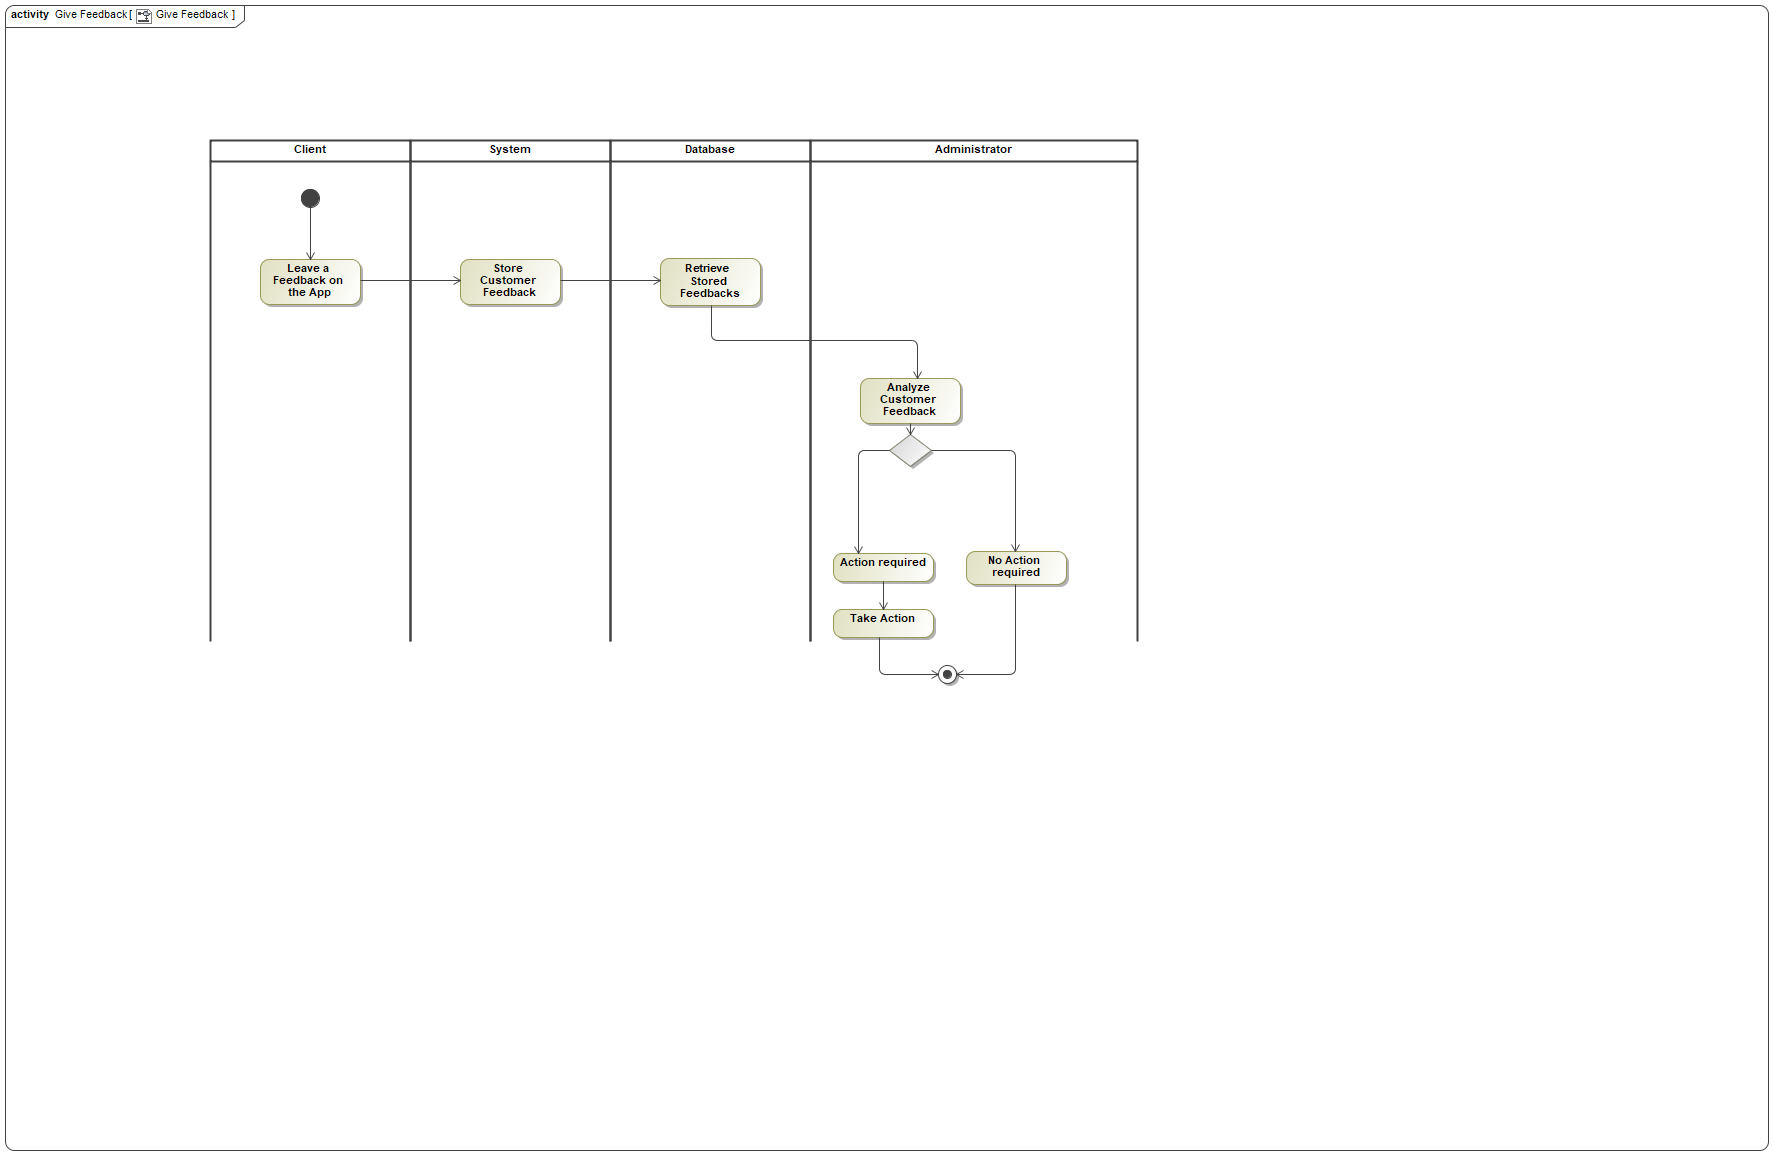 activity Give Feedback [ Give Feedback ]
Client
System
Database
Administrator
Leave a
Feedback on
the App
Store
Customer
Feedback
Retrieve
Stored
Feedbacks
Analyze
Customer
Feedback
Action required
No Action
required
Take Action